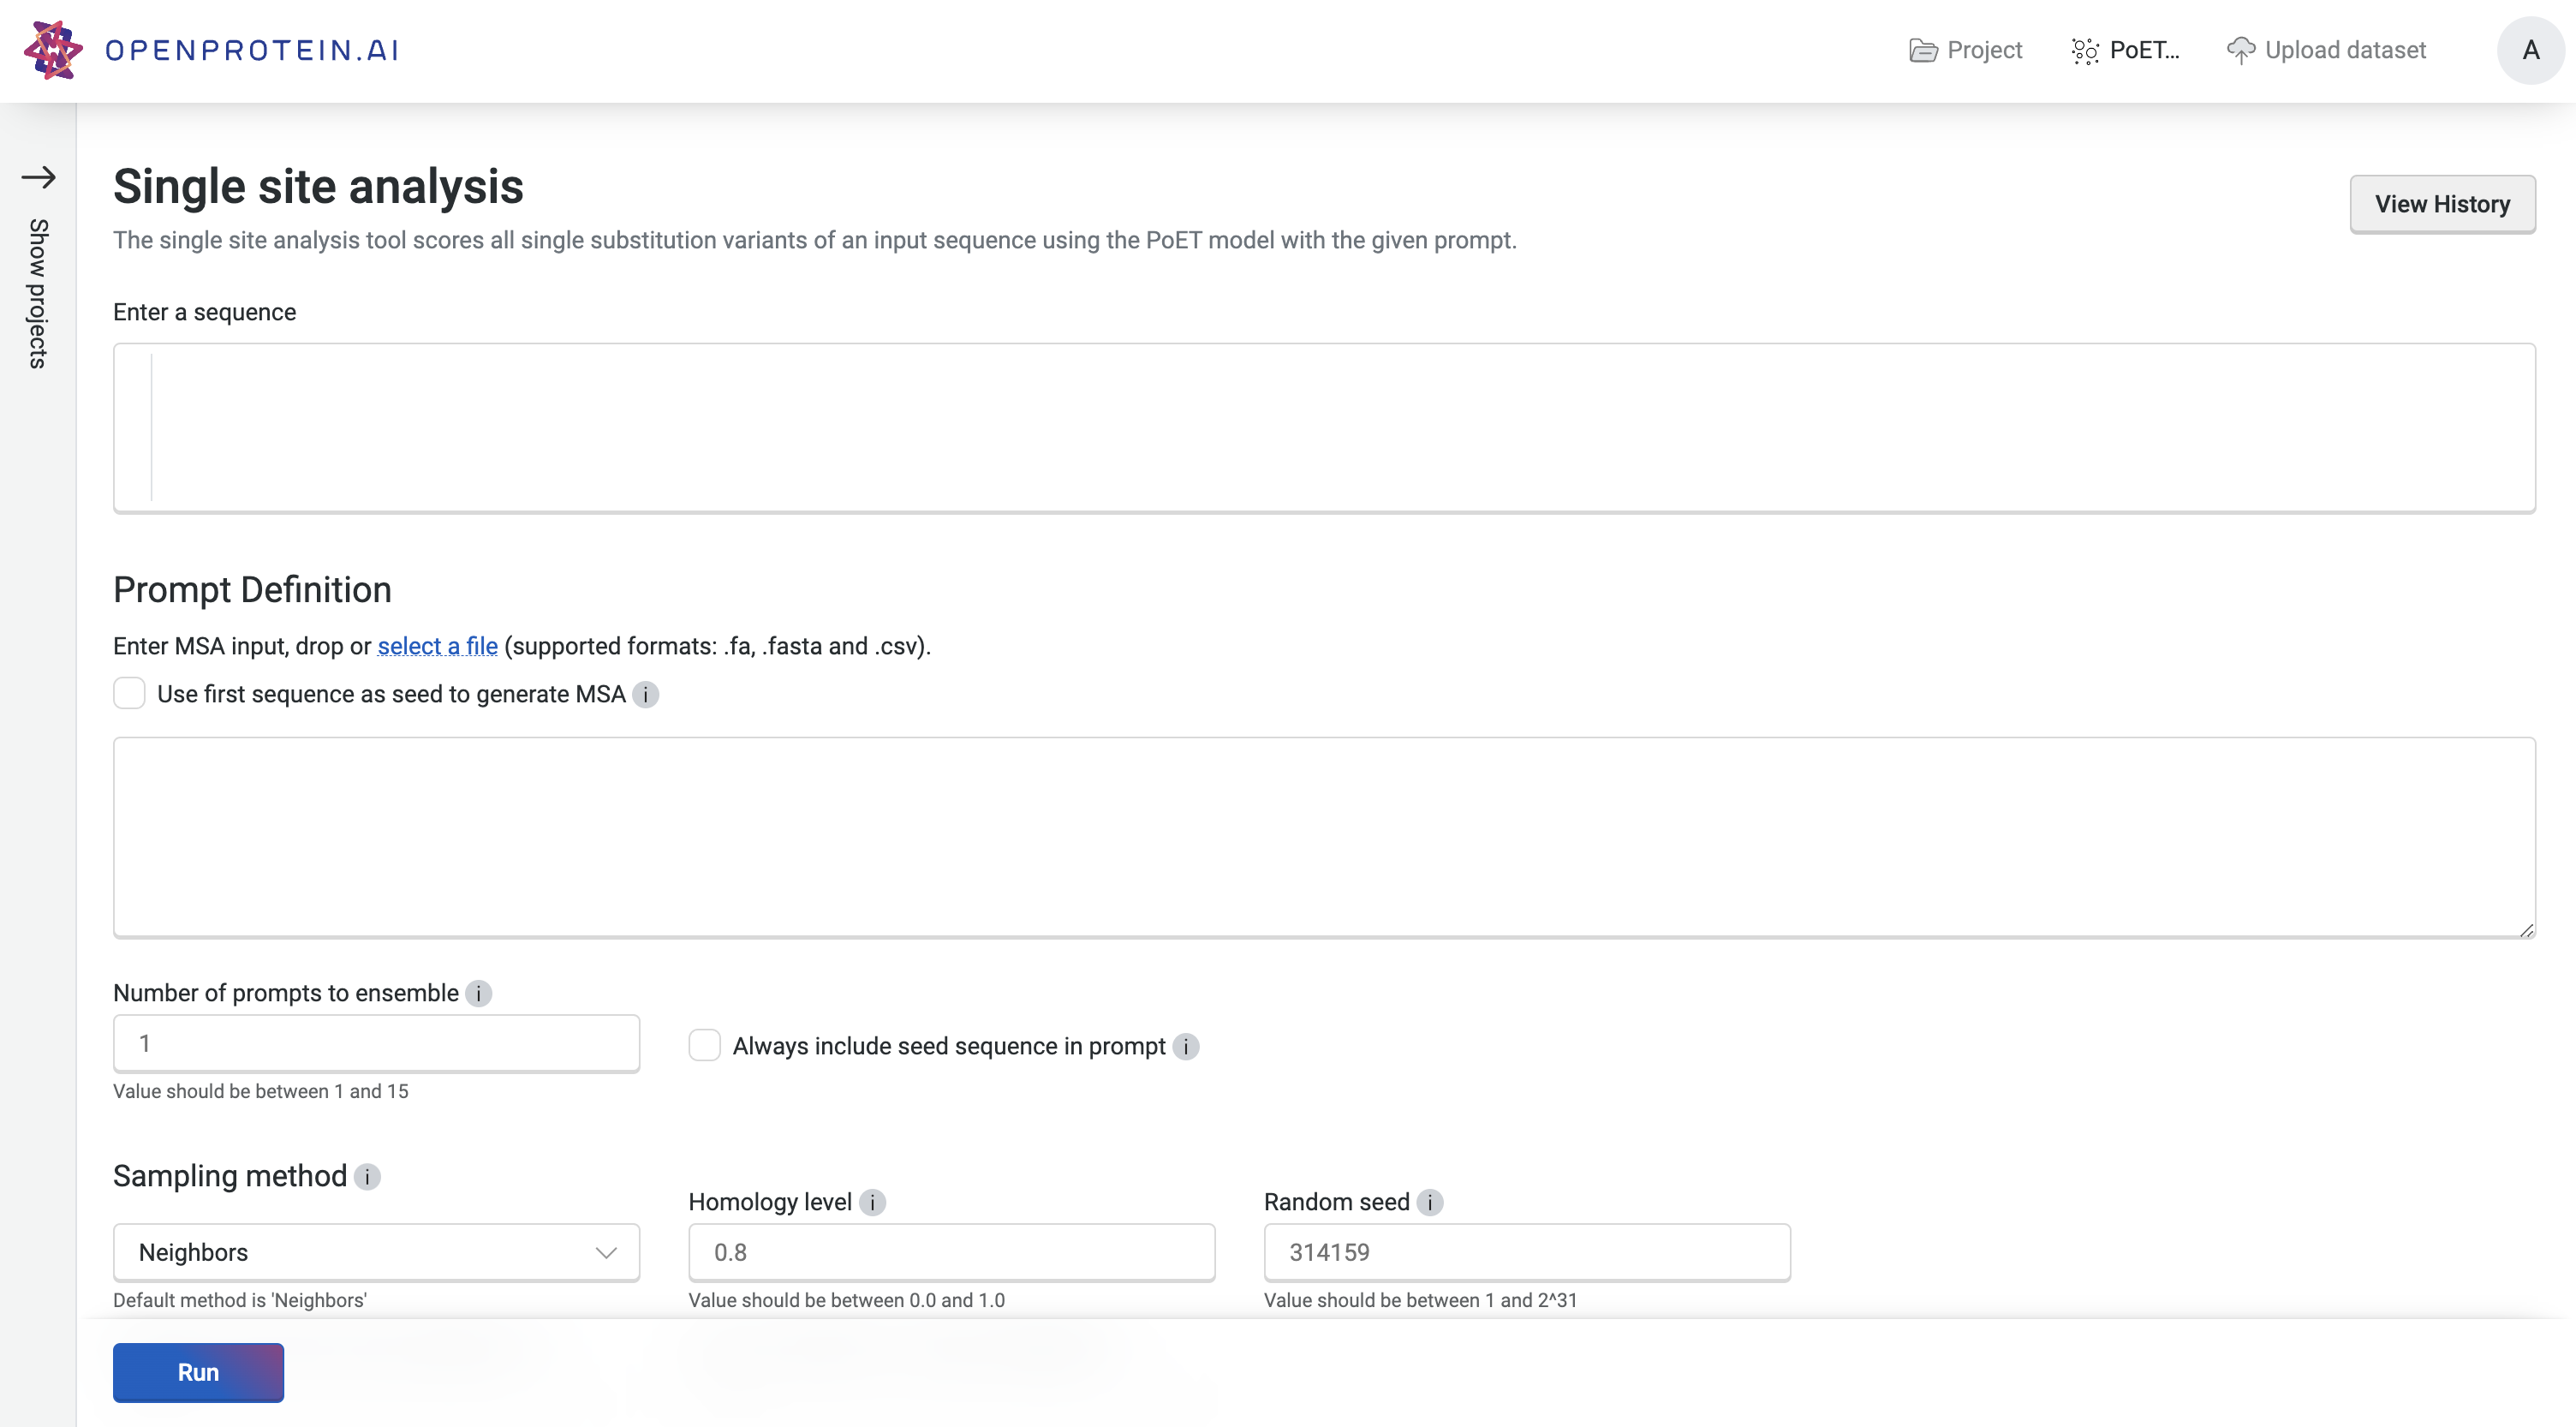 OPENPROTEIN.AI
Project
PoET...
Upload dataset
A
Show projects
Single site analysis
View History
The single site analysis tool scores all single substitution variants of an input sequence using the PoET model with the given prompt.
Enter a sequence
Prompt Definition
Enter MSA input, drop or select a file (supported formats: .fa, .fasta and .csv).
Use first sequence as seed to generate MSA i
Number of prompts to ensemble i
1
Always include seed sequence in prompt i
Value should be between 1 and 15
Sampling method i
Homology level i
Random seed i
Neighbors
0.8
314159
Default method is 'Neighbors'
Value should be between 0.0 and 1.0
Value should be between 1 and 2^31
Run